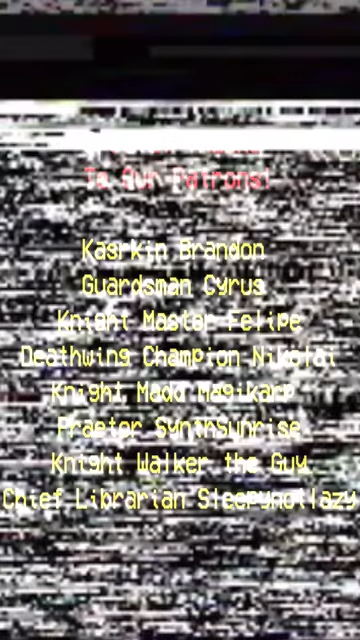 To Our Patrons!
Kasrkin Brandon
Guardsman Cyrus
Knight Master Felipe
Deathwing Champion Nikolai
Knight Madd Magikarp
Praetor SynthSunrise
Knight Walker the Guy
Chief Librarian Sleepynotlazy